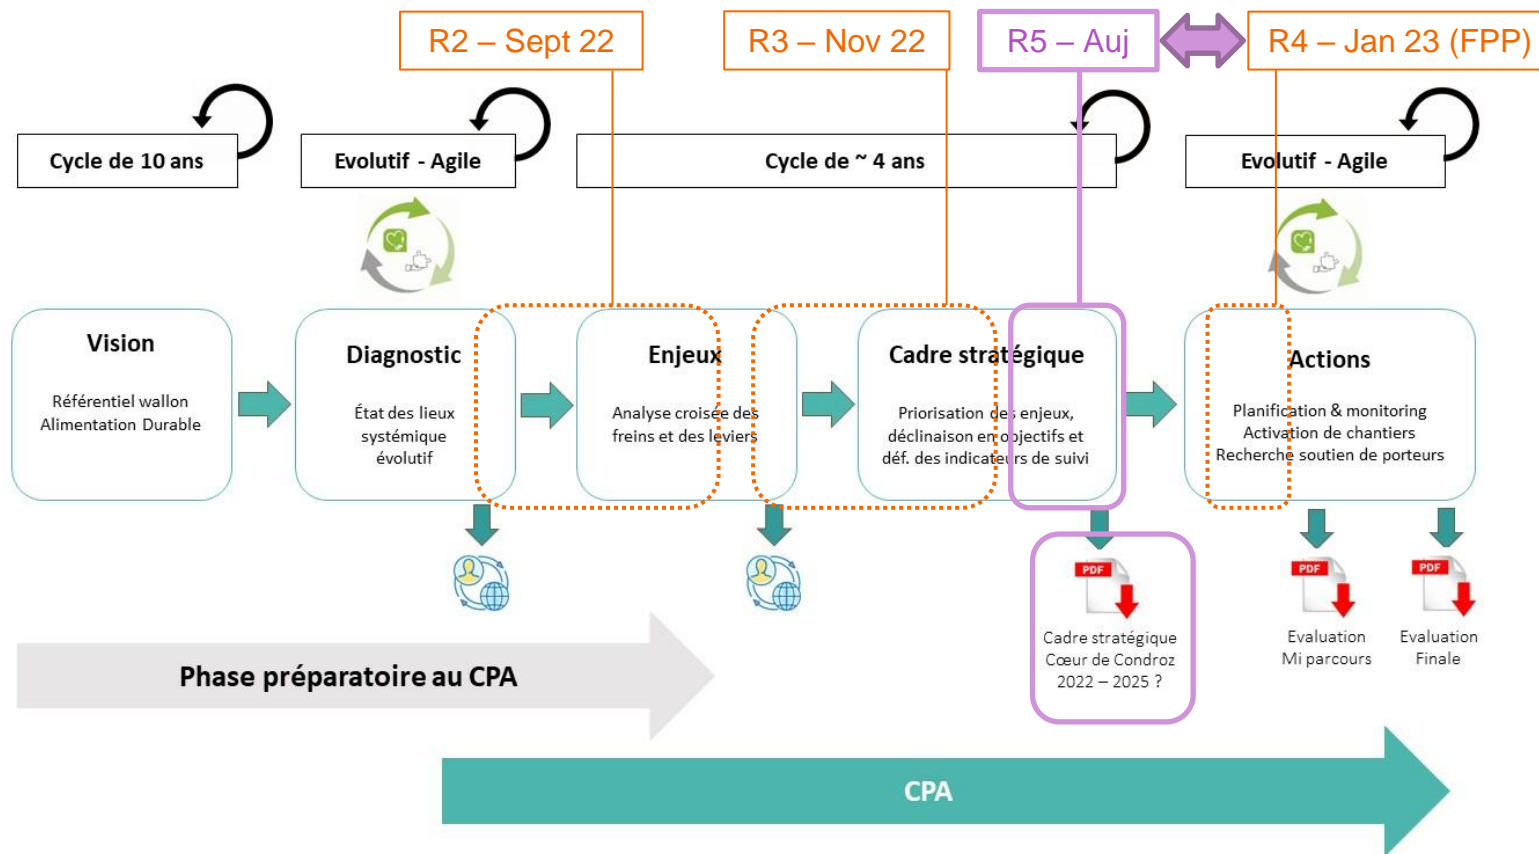 R2 – Sept 22
R3 – Nov 22
R5 – Auj
R4 – Jan 23 (FPP)
Cycle de 10 ans
Evolutif - Agile
Cycle de ~ 4 ans
Evolutif - Agile
Vision
Référentiel wallon
Alimentation Durable
Diagnostic
État des lieux
systémique
évolutif
Enjeux
Analyse croisée des
freins et des leviers
Cadre stratégique
Priorisation des enjeux,
déclinaison en objectifs et
déf. des indicateurs de suivi
Actions
Planification & monitoring
Activation de chantiers
Recherche soutien de porteurs
PDF
Cadre stratégique
Cœur de Condroz
2022 – 2025 ?
PDF
Evaluation
Mi parcours
PDF
Evaluation
Finale
Phase préparatoire au CPA
CPA